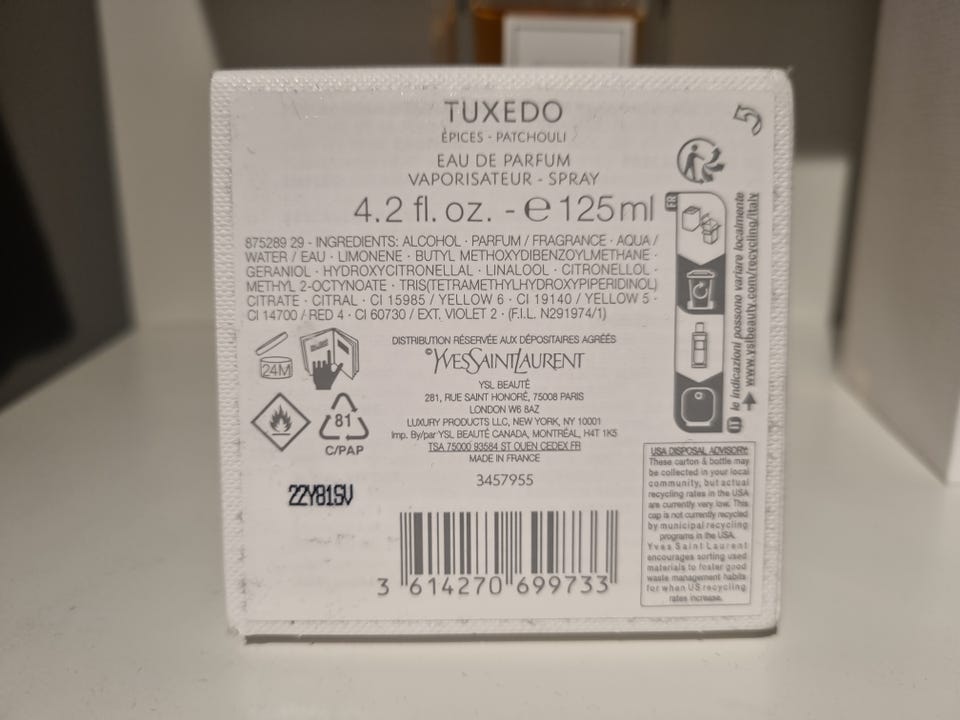 TUXEDO
ÉPICES - PATCHOULI
EAU DE PARFUM
VAPORISATEUR - SPRAY
4.2 fl. oz. - e 125ml
875289 29 - INGREDIENTS: ALCOHOL · PARFUM / FRAGRANCE · AQUA /
WATER / EAU · LIMONENE · BUTYL METHOXYDIBENZOYLMETHANE ·
GERANIOL · HYDROXYCITRONELLAL · LINALOOL · CITRONELLOL ·
METHYL 2-OCTYNOATE · TRIS(TETRAMETHYLHYDROXYPIPERIDINOL)
CITRATE · CITRAL · CI 15985 / YELLOW 6 · CI 19140 / YELLOW 5 ·
CI 14700 / RED 4 · CI 60730 / EXT. VIOLET 2 · (F.I.L. N291974/1)
24M
81
C/PAP
DISTRIBUTION RÉSERVÉE AUX DÉPOSITAIRES AGRÉÉS
©YVESSAINTLAURENT
YSL BEAUTÉ
281, RUE SAINT HONORÉ, 75008 PARIS
LONDON W6 8AZ
LUXURY PRODUCTS LLC, NEW YORK, NY 10001
Imp. By/par YSL BEAUTÉ CANADA, MONTRÉAL, H4T 1K5
TSA 75000 93584 ST OUEN CEDEX FR
MADE IN FRANCE
3457955
22Y81SV
3 614270 699733
FR
IT le indicazioni possono variare localmente
www.yslbeauty.com/recycling/italy
USA DISPOSAL ADVISORY:
These carton & bottle may
be collected in your local
community, but actual
recycling rates in the USA
are currently very low. This
cap is not currently recycled
by municipal recycling
programs in the USA.
Yves Saint Laurent
encourages sorting used
materials to foster good
waste management habits
for when US recycling
rates increase.